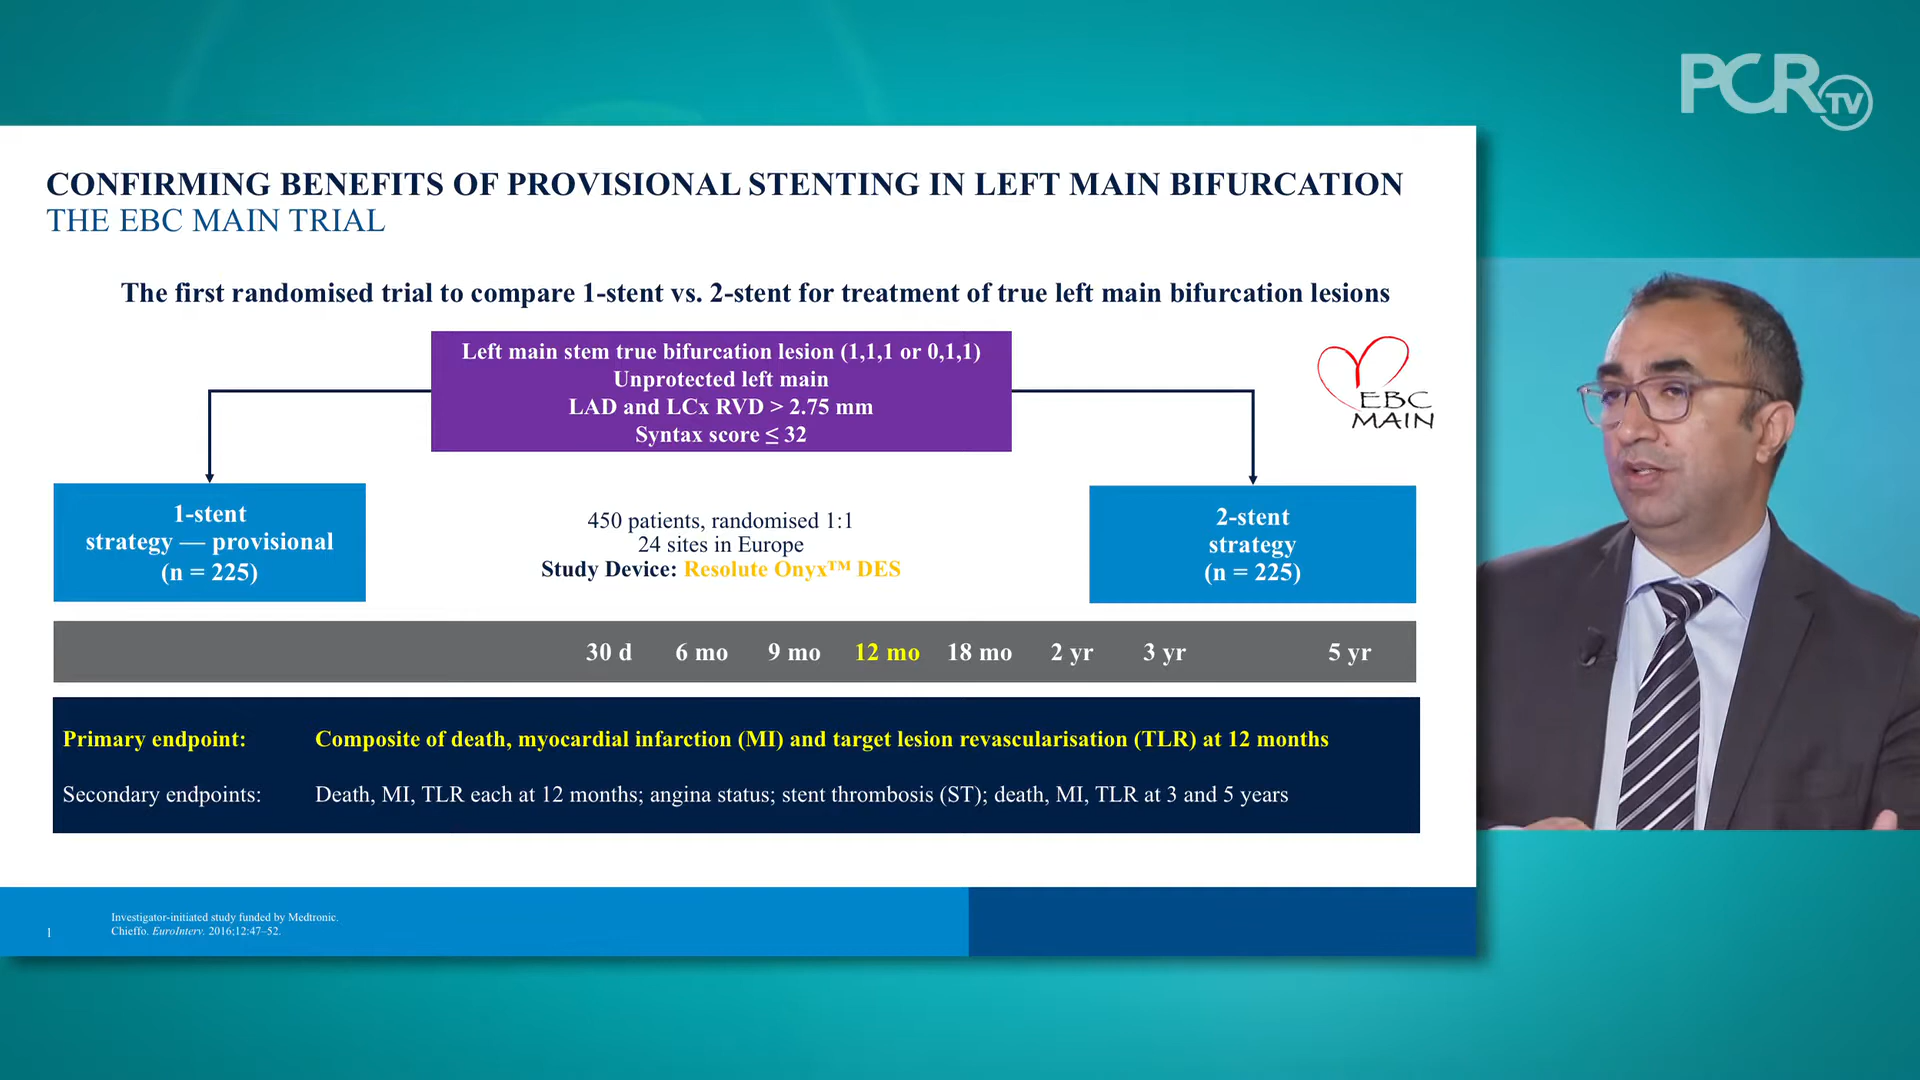 PCR TV
CONFIRMING BENEFITS OF PROVISIONAL STENTING IN LEFT MAIN BIFURCATION
THE EBC MAIN TRIAL
The first randomised trial to compare 1-stent vs. 2-stent for treatment of true left main bifurcation lesions
Left main stem true bifurcation lesion (1,1,1 or 0,1,1)
Unprotected left main
LAD and LCx RVD > 2.75 mm
Syntax score ≤ 32
EBC
MAIN
1-stent
strategy — provisional
(n = 225)
450 patients, randomised 1:1
24 sites in Europe
Study Device: Resolute Onyx™ DES
2-stent
strategy
(n = 225)
30 d 6 mo 9 mo 12 mo 18 mo 2 yr 3 yr 5 yr
Primary endpoint: Composite of death, myocardial infarction (MI) and target lesion revascularisation (TLR) at 12 months
Secondary endpoints: Death, MI, TLR each at 12 months; angina status; stent thrombosis (ST); death, MI, TLR at 3 and 5 years
1
Investigator-initiated study funded by Medtronic.
Chieffo. EuroInterv. 2016;12:47–52.